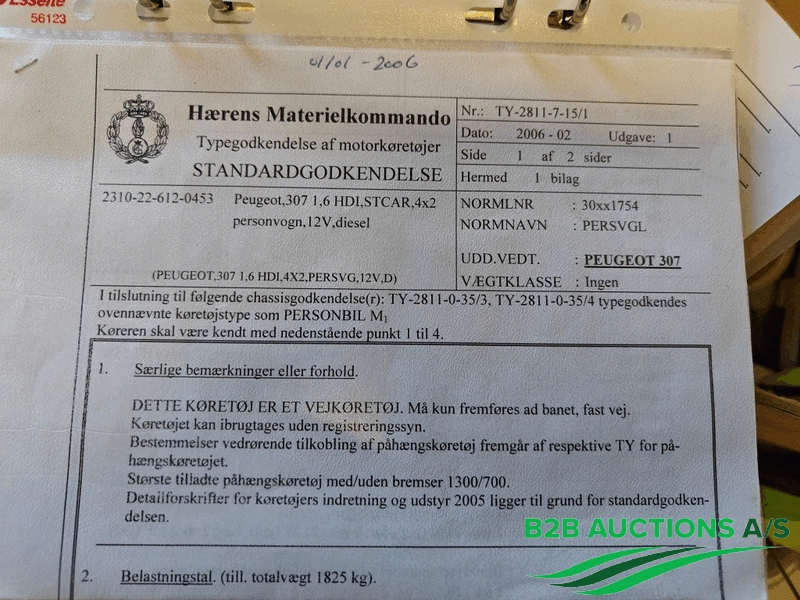 Esselte
56123
01/01 - 2006
Hærens Materielkommando
Typegodkendelse af motorkøretøjer
STANDARDGODKENDELSE
Nr.: TY-2811-7-15/1
Dato: 2006 - 02 Udgave: 1
Side 1 af 2 sider
Hermed 1 bilag
2310-22-612-0453 Peugeot,307 1,6 HDI,STCAR,4x2
personvogn,12V,diesel
(PEUGEOT,307 1,6 HDI,4X2,PERSVG,12V,D)
NORMLNR : 30xx1754
NORMNAVN : PERSVGL
UDD.VEDT. : PEUGEOT 307
VÆGTKLASSE : Ingen
I tilslutning til følgende chassisgodkendelse(r): TY-2811-0-35/3, TY-2811-0-35/4 typegodkendes
ovennævnte køretøjstype som PERSONBIL M1
Køreren skal være kendt med nedenstående punkt 1 til 4.
1. Særlige bemærkninger eller forhold.
DETTE KØRETØJ ER ET VEJKØRETØJ. Må kun fremføres ad banet, fast vej.
Køretøjet kan ibrugtages uden registreringssyn.
Bestemmelser vedrørende tilkobling af påhængskøretøj fremgår af respektive TY for på-
hængskøretøjet.
Største tilladte påhængskøretøj med/uden bremser 1300/700.
Detailforskrifter for køretøjers indretning og udstyr 2005 ligger til grund for standardgodken-
delsen.
2. Belastningstal. (till. totalvægt 1825 kg).
B2B AUCTIONS A/S